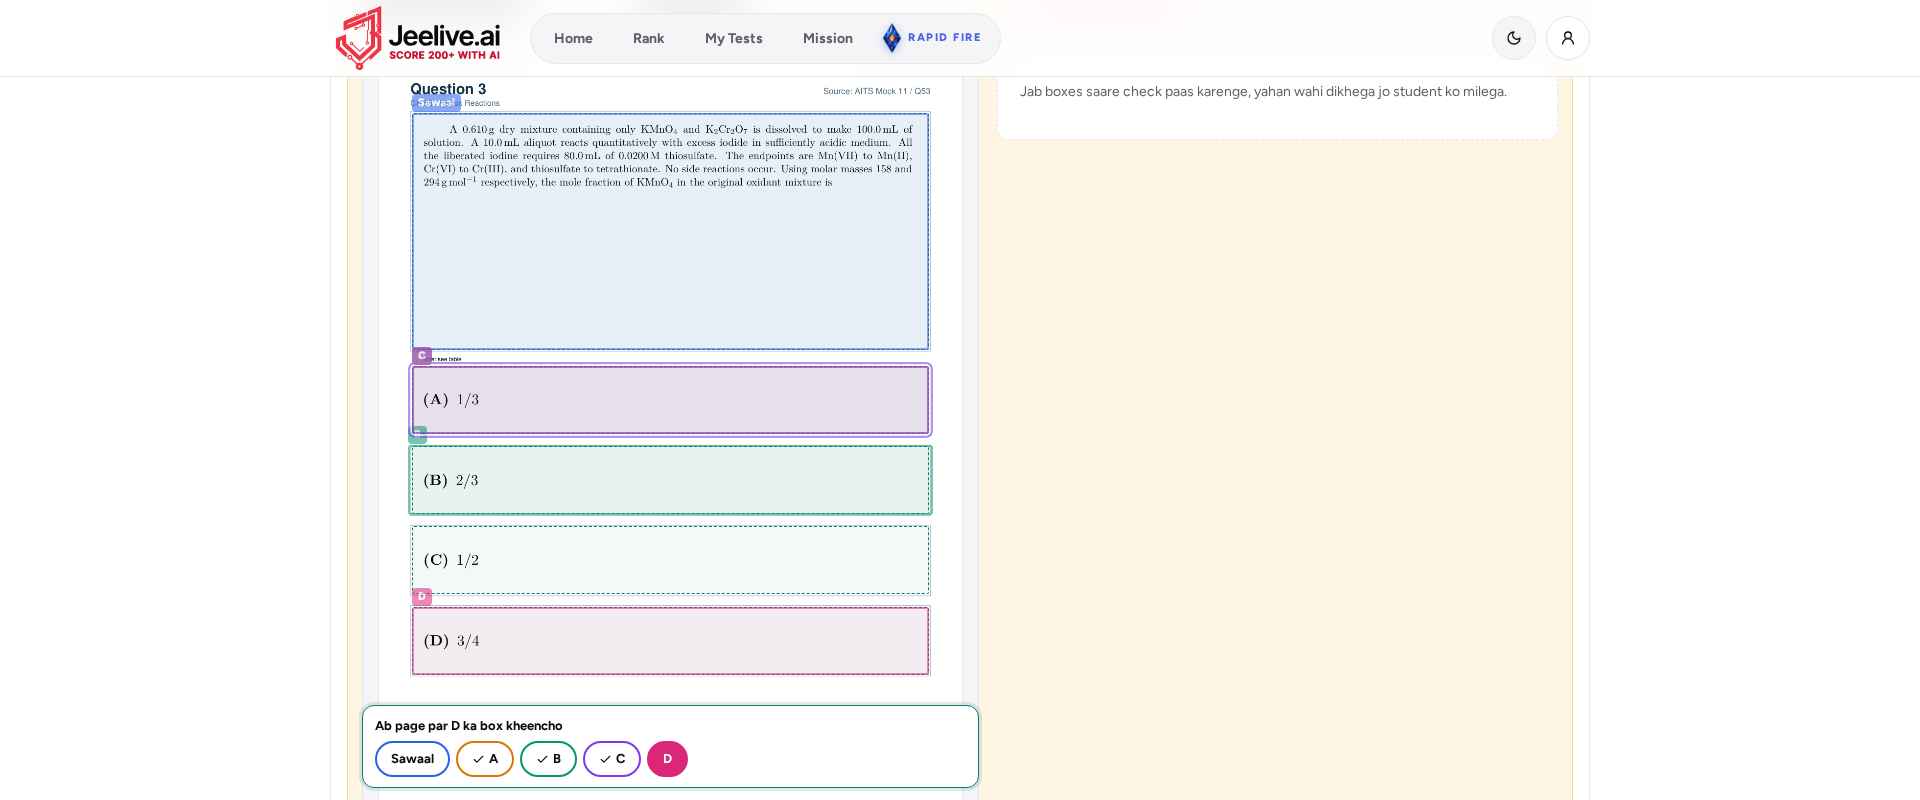 Jeelive.ai
SCORE 200+ WITH AI
Home
Rank
My Tests
Mission
RAPID FIRE
Question 3
Source: AITS Mock 11 / Q53
Sawaal
Reactions
A 0.610 g dry mixture containing only KMnO₄ and K₂Cr₂O₇ is dissolved to make 100.0 mL of
solution. A 10.0 mL aliquot reacts quantitatively with excess iodide in sufficiently acidic medium. All
the liberated iodine requires 80.0 mL of 0.0200 M thiosulfate. The endpoints are Mn(VII) to Mn(II),
Cr(VI) to Cr(III), and thiosulfate to tetrathionate. No side reactions occur. Using molar masses 158 and
294 g mol⁻¹ respectively, the mole fraction of KMnO₄ in the original oxidant mixture is
C
see table
(A) 1/3
(B) 2/3
(C) 1/2
D
(D) 3/4
Ab page par D ka box kheencho
Sawaal
A
B
C
D
Jab boxes saare check paas karenge, yahan wahi dikhega jo student ko milega.